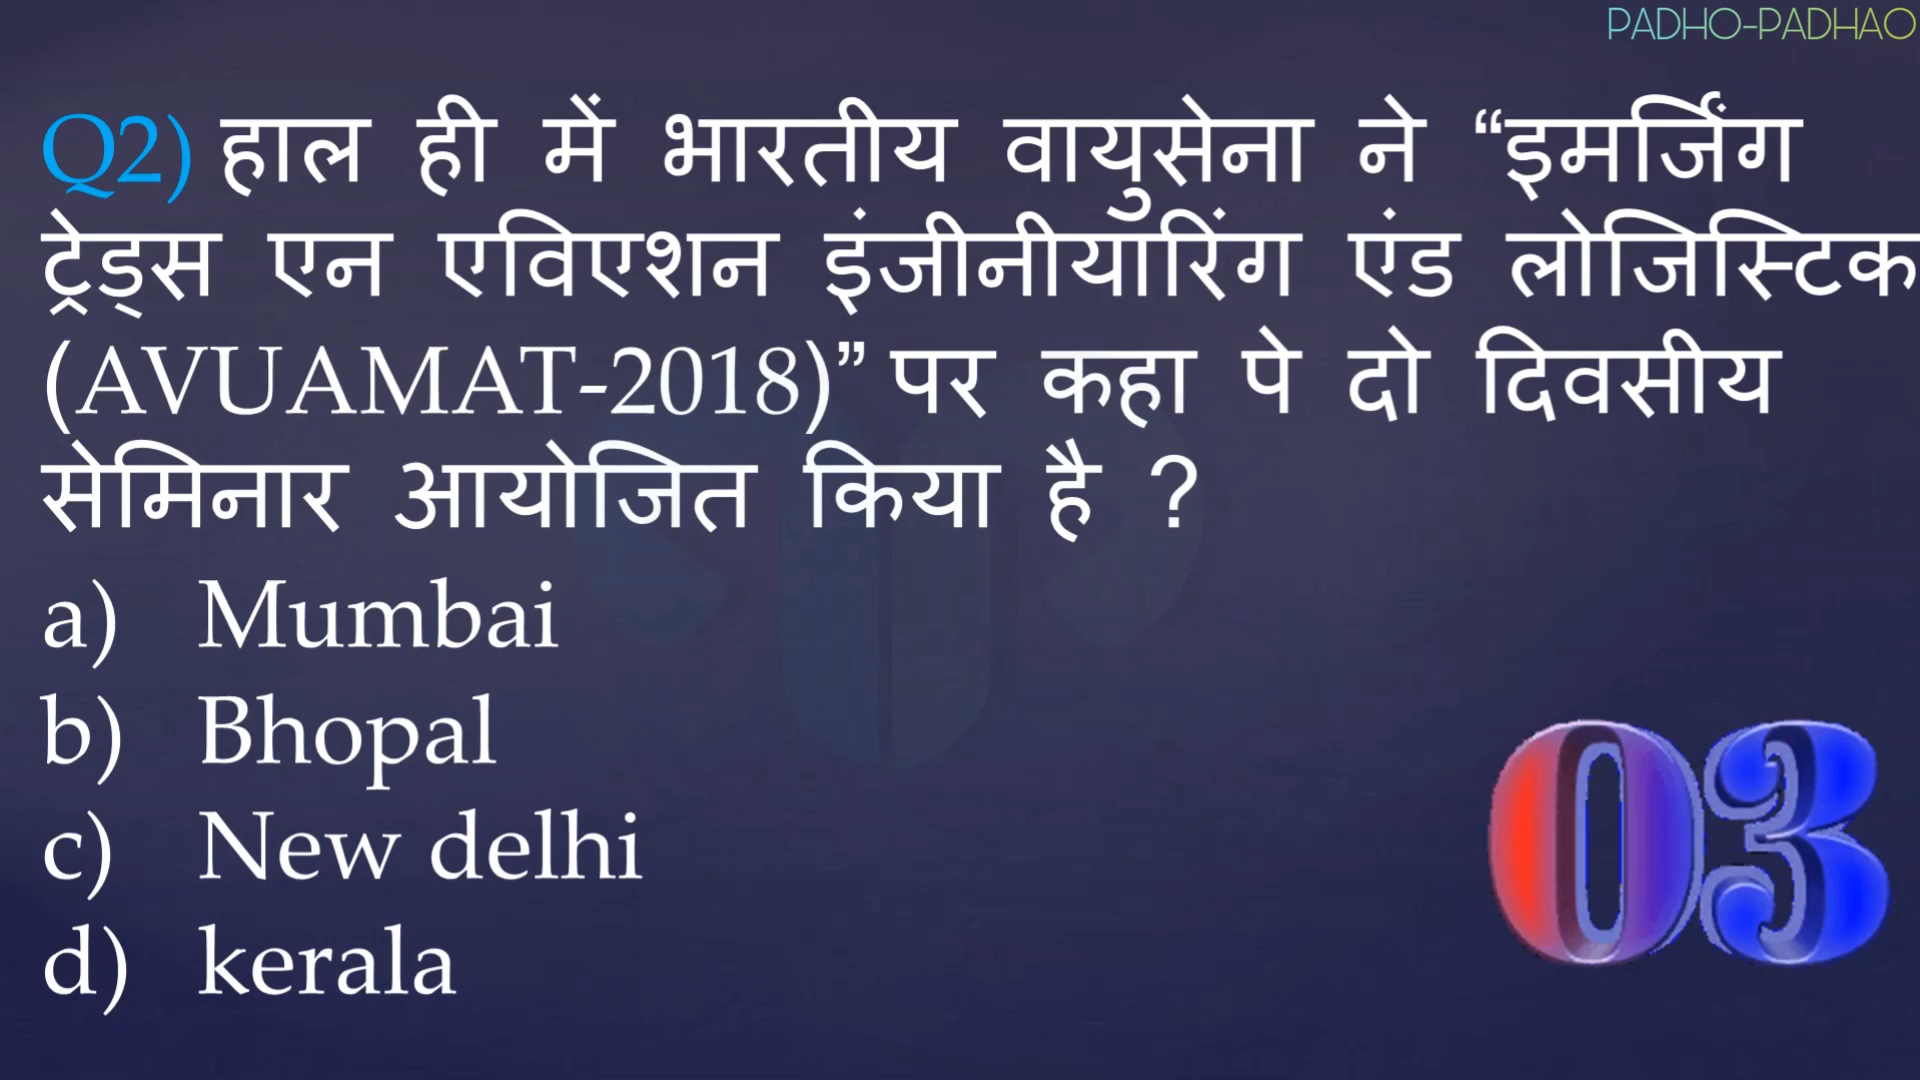 PADHO-PADHAO
Q2) हाल ही में भारतीय वायुसेना ने “इमर्जिंग
ट्रेड्स एन एविएशन इंजीनीयारिंग एंड लोजिस्टिक
(AVUAMAT-2018)” पर कहा पे दो दिवसीय
सेमिनार आयोजित किया है ?
a) Mumbai
b) Bhopal
c) New delhi
d) kerala
03